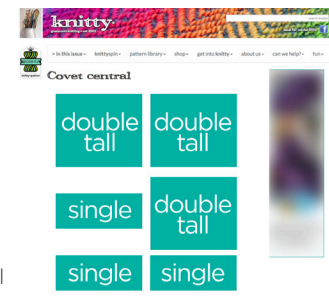 knitty
> in this issue knittyspin pattern library shop get into knitty about us can we help? fun
Covet central
double
tall
double
tall
single
double
tall
single
single